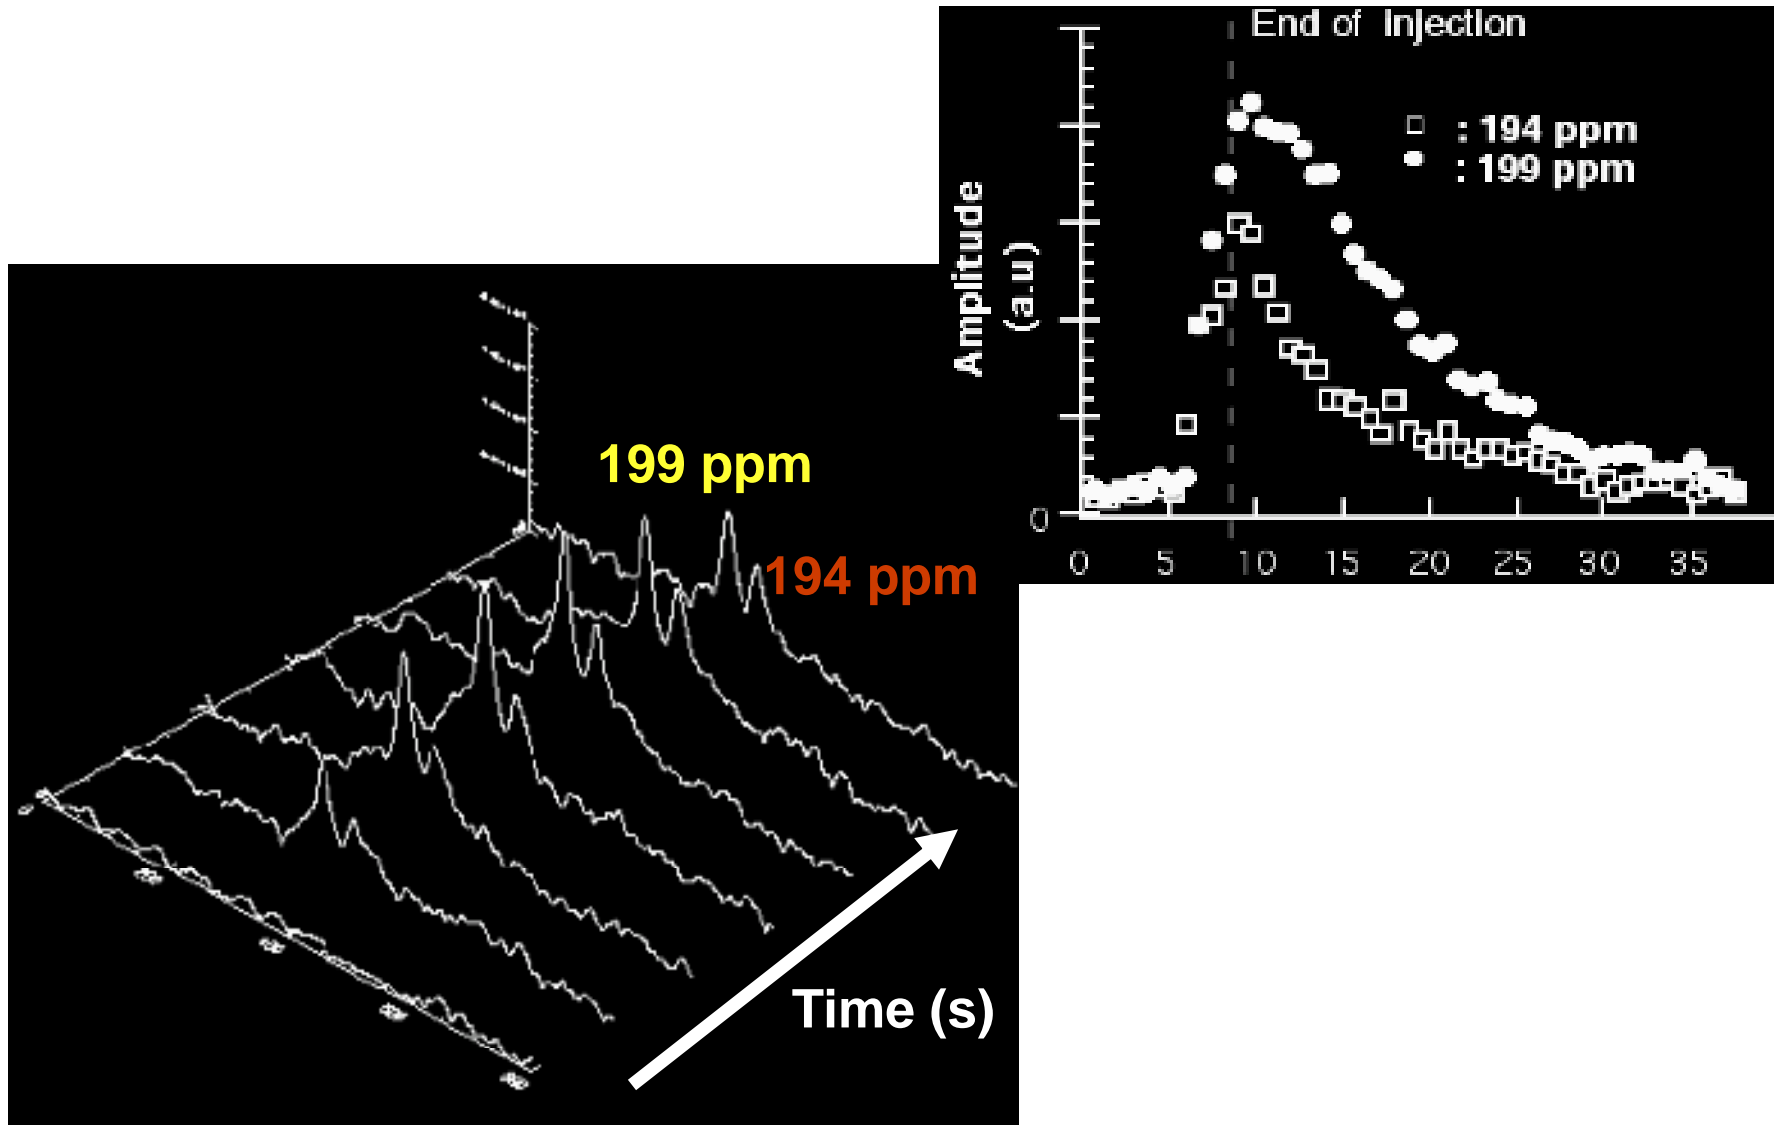 End of Injection
: 194 ppm
: 199 ppm
Amplitude
(a.u)
0
0 5 10 15 20 25 30 35
199 ppm
194 ppm
Time (s)